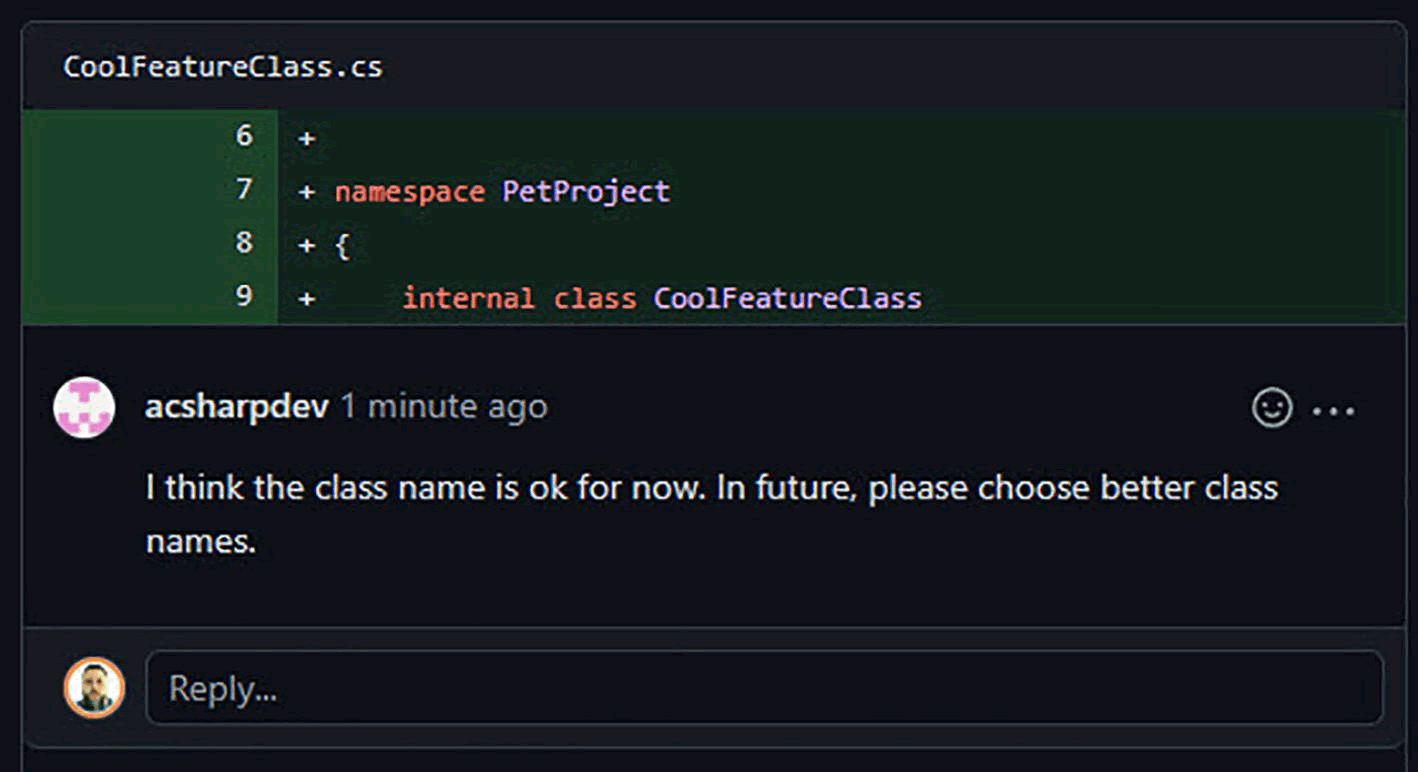 CoolFeatureClass.cs
6 +
7 + namespace PetProject
8 + {
9 + internal class CoolFeatureClass
acsharpdev 1 minute ago
I think the class name is ok for now. In future, please choose better class
names.
Reply...